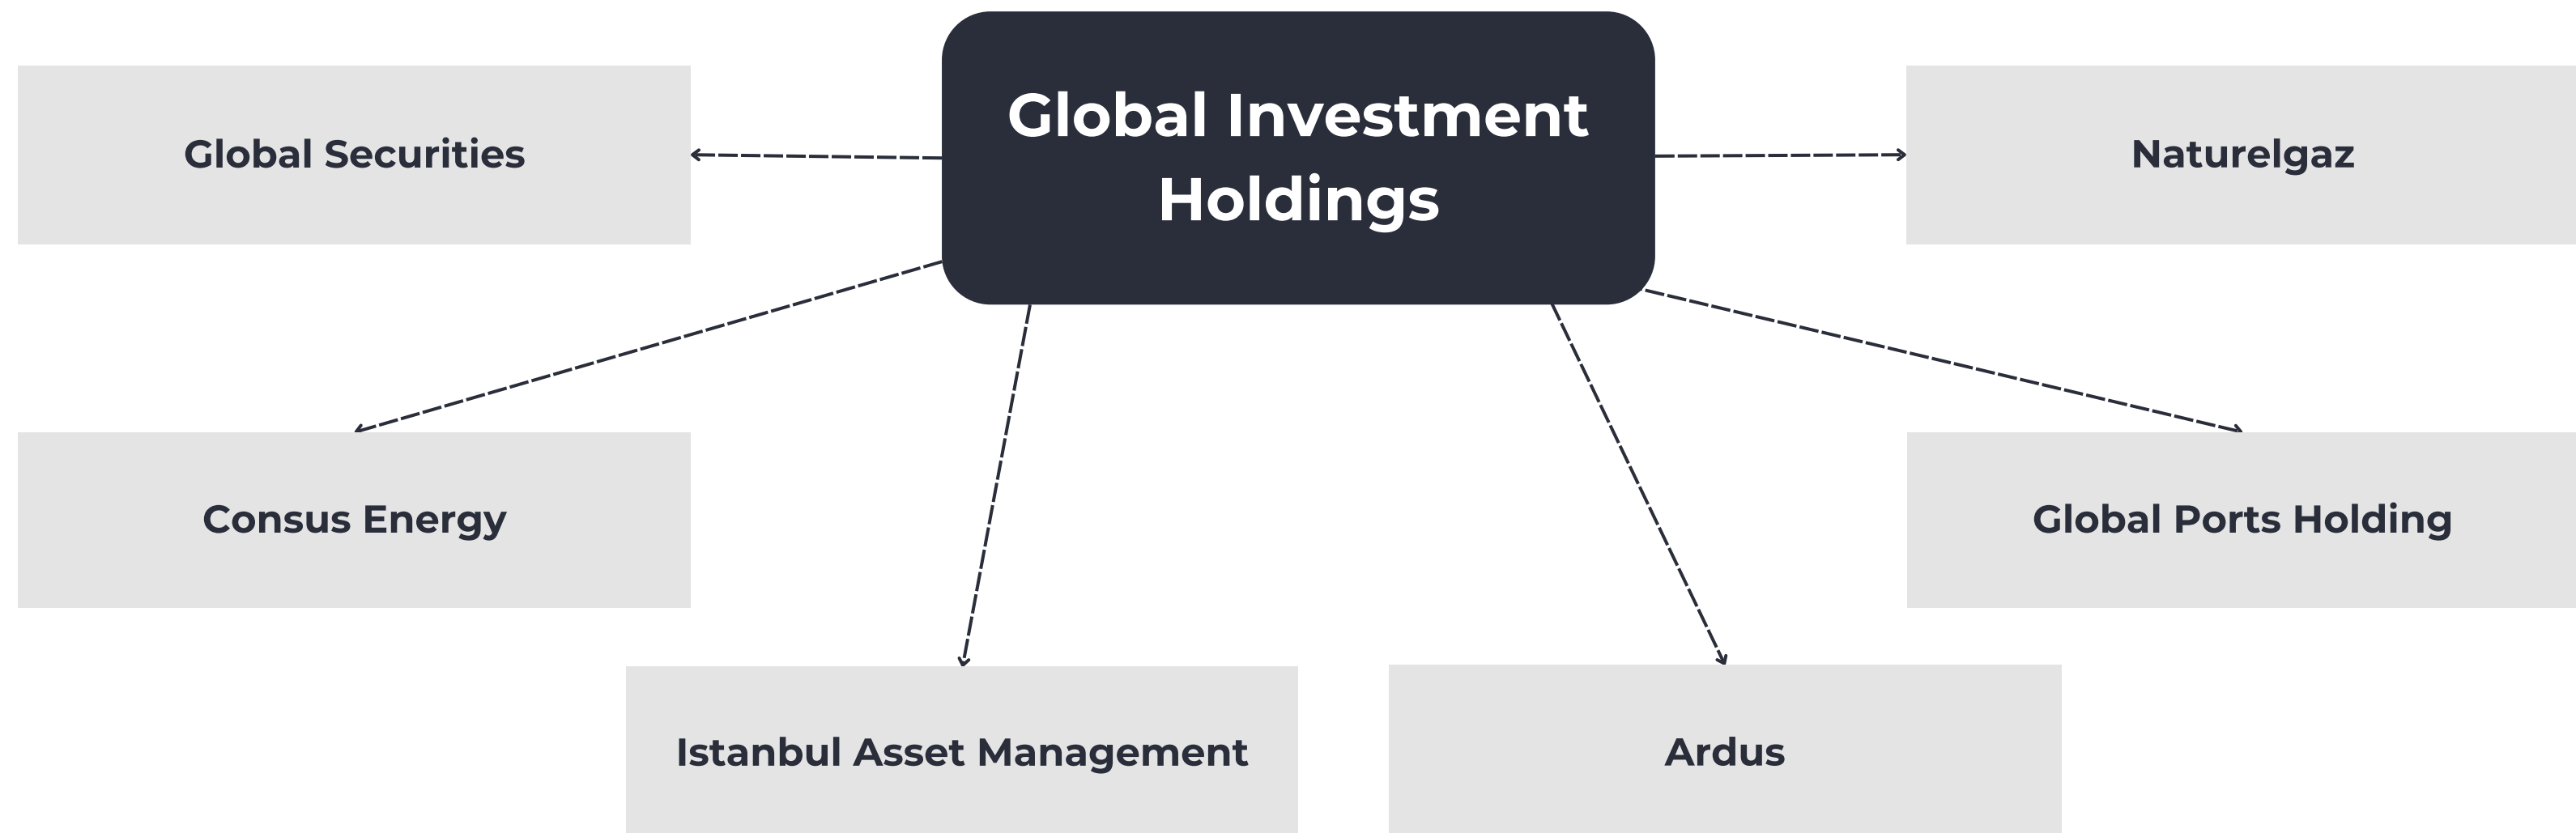 Global Investment
Holdings
Global Securities
Naturelgaz
Consus Energy
Global Ports Holding
Istanbul Asset Management
Ardus